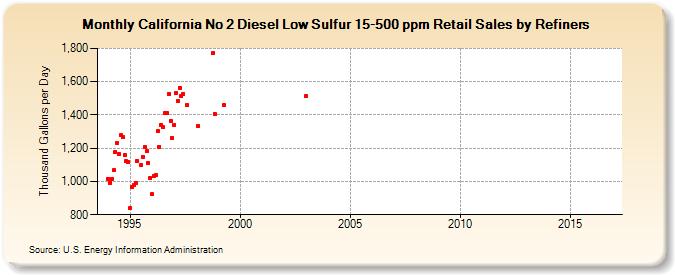 Monthly California No 2 Diesel Low Sulfur 15-500 ppm Retail Sales by Refiners
Thousand Gallons per Day
1,800
1,600
1,400
1,200
1,000
800
1995 2000 2005 2010 2015
Source: U.S. Energy Information Administration